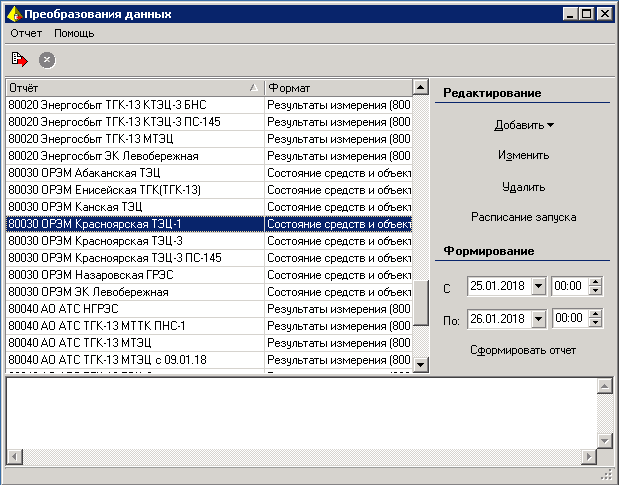 Преобразования данных
Отчет Помощь
Отчёт Формат
80020 Энергосбыт ТГК-13 КТЭЦ-3 БНС Результаты измерения (800
80020 Энергосбыт ТГК-13 КТЭЦ-3 ПС-145 Результаты измерения (800
80020 Энергосбыт ТГК-13 МТЭЦ Результаты измерения (800
80020 Энергосбыт ЭК Левобережная Результаты измерения (800
80030 ОРЭМ Абаканская ТЭЦ Состояние средств и объект
80030 ОРЭМ Енисейская ТГК(ТГК-13) Состояние средств и объект
80030 ОРЭМ Канская ТЭЦ Состояние средств и объект
80030 ОРЭМ Красноярская ТЭЦ-1 Состояние средств и объект
80030 ОРЭМ Красноярская ТЭЦ-3 Состояние средств и объект
80030 ОРЭМ Красноярская ТЭЦ-3 ПС-145 Состояние средств и объект
80030 ОРЭМ Назаровская ГРЭС Состояние средств и объект
80030 ОРЭМ ЭК Левобережная Состояние средств и объект
80040 АО АТС НГРЭС Результаты измерения (800
80040 АО АТС ТГК-13 МТТК ПНС-1 Результаты измерения (800
80040 АО АТС ТГК-13 МТЭЦ Результаты измерения (800
80040 АО АТС ТГК-13 МТЭЦ с 09.01.18 Результаты измерения (800
Редактирование
Добавить
Изменить
Удалить
Расписание запуска
Формирование
С 25.01.2018 00:00
По: 26.01.2018 00:00
Сформировать отчет